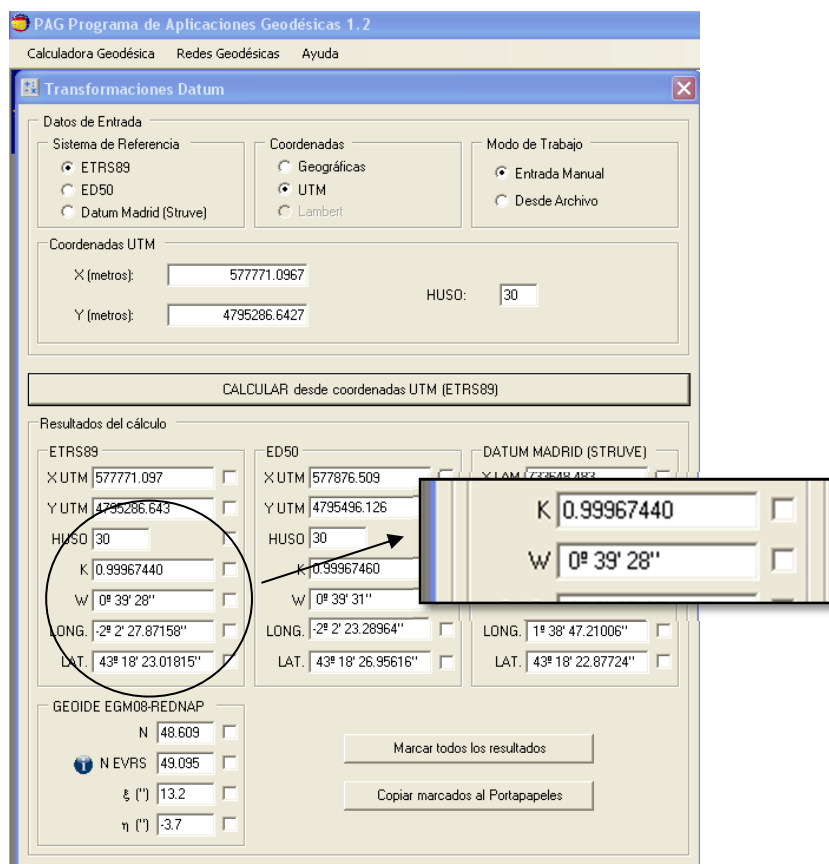 PAG Programa de Aplicaciones Geodésicas 1.2
Calculadora Geodésica Redes Geodésicas Ayuda
Transformaciones Datum
Datos de Entrada
Sistema de Referencia
ETRS89
ED50
Datum Madrid (Struve)
Coordenadas
Geográficas
UTM
Lambert
Modo de Trabajo
Entrada Manual
Desde Archivo
Coordenadas UTM
X (metros): 577771.0967
Y (metros): 4795286.6427
HUSO: 30
CALCULAR desde coordenadas UTM (ETRS89)
Resultados del cálculo
ETRS89
X UTM 577771.097
Y UTM 4795286.643
HUSO 30
K 0.99967440
W 0º 39' 28''
LONG. -2º 2' 27.87158''
LAT. 43º 18' 23.01815''
ED50
X UTM 577876.509
Y UTM 4795496.126
HUSO 30
K 0.99967460
W 0º 39' 31''
LONG. -2º 2' 23.28964''
LAT. 43º 18' 26.95616''
DATUM MADRID (STRUVE)
X LAM 733648.483
K 0.99967440
W 0º 39' 28''
LONG. 1º 38' 47.21006''
LAT. 43º 18' 22.87724''
GEOIDE EGM08-REDNAP
N 48.609
N EVRS 49.095
ξ ('') 13.2
η ('') -3.7
Marcar todos los resultados
Copiar marcados al Portapapeles